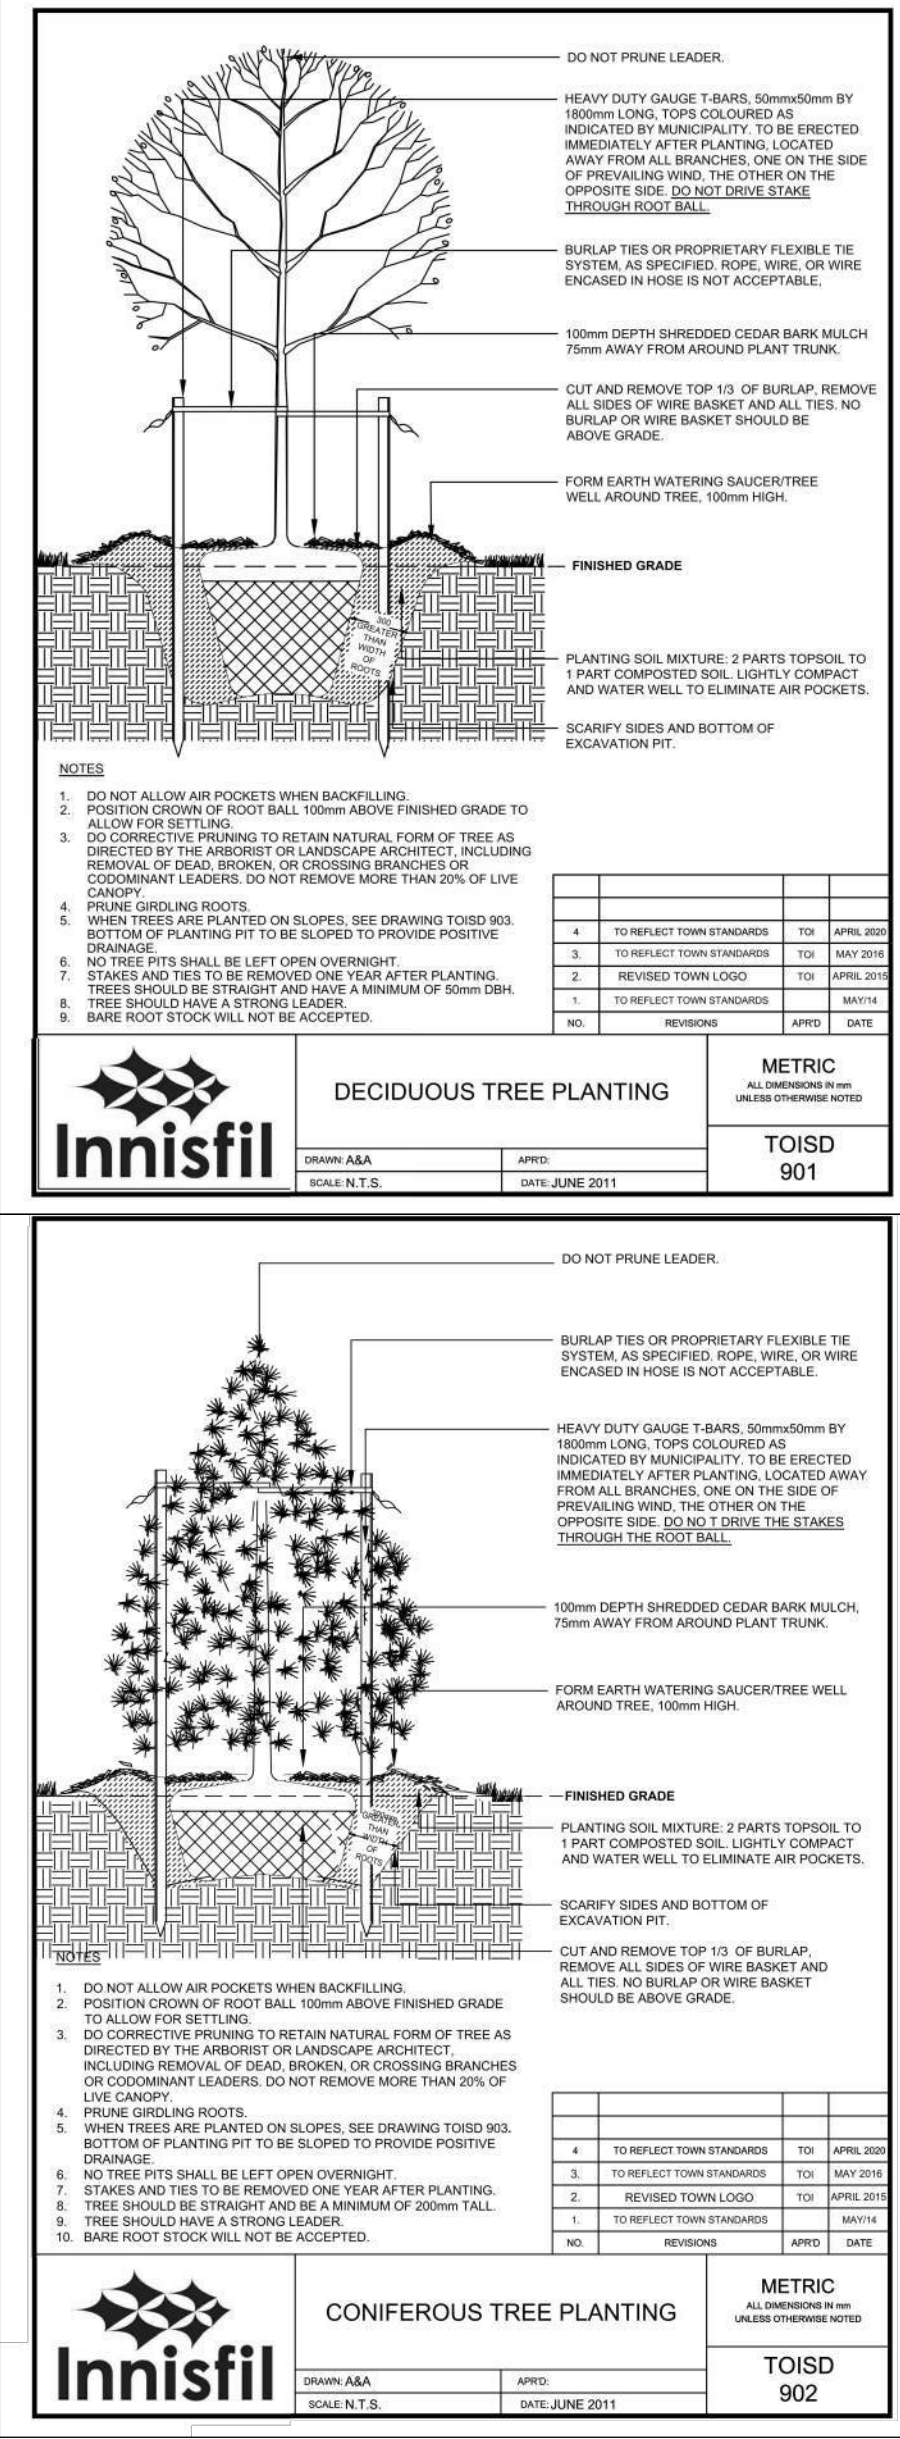 DO NOT PRUNE LEADER.
HEAVY DUTY GAUGE T-BARS, 50mmx50mm BY
1800mm LONG, TOPS COLOURED AS
INDICATED BY MUNICIPALITY. TO BE ERECTED
IMMEDIATELY AFTER PLANTING, LOCATED
AWAY FROM ALL BRANCHES, ONE ON THE SIDE
OF PREVAILING WIND, THE OTHER ON THE
OPPOSITE SIDE. DO NOT DRIVE STAKE
THROUGH ROOT BALL.
BURLAP TIES OR PROPRIETARY FLEXIBLE TIE
SYSTEM, AS SPECIFIED. ROPE, WIRE, OR WIRE
ENCASED IN HOSE IS NOT ACCEPTABLE,
100mm DEPTH SHREDDED CEDAR BARK MULCH
75mm AWAY FROM AROUND PLANT TRUNK.
CUT AND REMOVE TOP 1/3 OF BURLAP, REMOVE
ALL SIDES OF WIRE BASKET AND ALL TIES. NO
BURLAP OR WIRE BASKET SHOULD BE
ABOVE GRADE.
FORM EARTH WATERING SAUCER/TREE
WELL AROUND TREE, 100mm HIGH.
FINISHED GRADE
300
GREATER
THAN
WIDTH
OF
ROOTS
PLANTING SOIL MIXTURE: 2 PARTS TOPSOIL TO
1 PART COMPOSTED SOIL. LIGHTLY COMPACT
AND WATER WELL TO ELIMINATE AIR POCKETS.
SCARIFY SIDES AND BOTTOM OF
EXCAVATION PIT.
NOTES
1. DO NOT ALLOW AIR POCKETS WHEN BACKFILLING.
2. POSITION CROWN OF ROOT BALL 100mm ABOVE FINISHED GRADE TO
ALLOW FOR SETTLING.
3. DO CORRECTIVE PRUNING TO RETAIN NATURAL FORM OF TREE AS
DIRECTED BY THE ARBORIST OR LANDSCAPE ARCHITECT, INCLUDING
REMOVAL OF DEAD, BROKEN, OR CROSSING BRANCHES OR
CODOMINANT LEADERS. DO NOT REMOVE MORE THAN 20% OF LIVE
CANOPY.
4. PRUNE GIRDLING ROOTS.
5. WHEN TREES ARE PLANTED ON SLOPES, SEE DRAWING TOISD 903.
BOTTOM OF PLANTING PIT TO BE SLOPED TO PROVIDE POSITIVE
DRAINAGE.
6. NO TREE PITS SHALL BE LEFT OPEN OVERNIGHT.
7. STAKES AND TIES TO BE REMOVED ONE YEAR AFTER PLANTING.
TREES SHOULD BE STRAIGHT AND HAVE A MINIMUM OF 50mm DBH.
8. TREE SHOULD HAVE A STRONG LEADER.
9. BARE ROOT STOCK WILL NOT BE ACCEPTED.
4 TO REFLECT TOWN STANDARDS TOI APRIL 2020
3. TO REFLECT TOWN STANDARDS TOI MAY 2016
2. REVISED TOWN LOGO TOI APRIL 2015
1. TO REFLECT TOWN STANDARDS MAY/14
NO. REVISIONS APR'D DATE
Innisfil
DECIDUOUS TREE PLANTING
DRAWN: A&A APR'D:
SCALE: N.T.S. DATE: JUNE 2011
METRIC
ALL DIMENSIONS IN mm
UNLESS OTHERWISE NOTED
TOISD
901
DO NOT PRUNE LEADER.
BURLAP TIES OR PROPRIETARY FLEXIBLE TIE
SYSTEM, AS SPECIFIED. ROPE, WIRE, OR WIRE
ENCASED IN HOSE IS NOT ACCEPTABLE.
HEAVY DUTY GAUGE T-BARS, 50mmx50mm BY
1800mm LONG, TOPS COLOURED AS
INDICATED BY MUNICIPALITY. TO BE ERECTED
IMMEDIATELY AFTER PLANTING, LOCATED AWAY
FROM ALL BRANCHES, ONE ON THE SIDE OF
PREVAILING WIND, THE OTHER ON THE
OPPOSITE SIDE. DO NO T DRIVE THE STAKES
THROUGH THE ROOT BALL.
100mm DEPTH SHREDDED CEDAR BARK MULCH,
75mm AWAY FROM AROUND PLANT TRUNK.
FORM EARTH WATERING SAUCER/TREE WELL
AROUND TREE, 100mm HIGH.
FINISHED GRADE
GREATER
THAN
WIDTH
OF
ROOTS
PLANTING SOIL MIXTURE: 2 PARTS TOPSOIL TO
1 PART COMPOSTED SOIL. LIGHTLY COMPACT
AND WATER WELL TO ELIMINATE AIR POCKETS.
SCARIFY SIDES AND BOTTOM OF
EXCAVATION PIT.
CUT AND REMOVE TOP 1/3 OF BURLAP,
REMOVE ALL SIDES OF WIRE BASKET AND
ALL TIES. NO BURLAP OR WIRE BASKET
SHOULD BE ABOVE GRADE.
NOTES
1. DO NOT ALLOW AIR POCKETS WHEN BACKFILLING.
2. POSITION CROWN OF ROOT BALL 100mm ABOVE FINISHED GRADE
TO ALLOW FOR SETTLING.
3. DO CORRECTIVE PRUNING TO RETAIN NATURAL FORM OF TREE AS
DIRECTED BY THE ARBORIST OR LANDSCAPE ARCHITECT,
INCLUDING REMOVAL OF DEAD, BROKEN, OR CROSSING BRANCHES
OR CODOMINANT LEADERS. DO NOT REMOVE MORE THAN 20% OF
LIVE CANOPY.
4. PRUNE GIRDLING ROOTS.
5. WHEN TREES ARE PLANTED ON SLOPES, SEE DRAWING TOISD 903.
BOTTOM OF PLANTING PIT TO BE SLOPED TO PROVIDE POSITIVE
DRAINAGE.
6. NO TREE PITS SHALL BE LEFT OPEN OVERNIGHT.
7. STAKES AND TIES TO BE REMOVED ONE YEAR AFTER PLANTING.
8. TREE SHOULD BE STRAIGHT AND BE A MINIMUM OF 200mm TALL.
9. TREE SHOULD HAVE A STRONG LEADER.
10. BARE ROOT STOCK WILL NOT BE ACCEPTED.
4 TO REFLECT TOWN STANDARDS TOI APRIL 2020
3. TO REFLECT TOWN STANDARDS TOI MAY 2016
2. REVISED TOWN LOGO TOI APRIL 2015
1. TO REFLECT TOWN STANDARDS MAY/14
NO. REVISIONS APR'D DATE
Innisfil
CONIFEROUS TREE PLANTING
DRAWN: A&A APR'D:
SCALE: N.T.S. DATE: JUNE 2011
METRIC
ALL DIMENSIONS IN mm
UNLESS OTHERWISE NOTED
TOISD
902